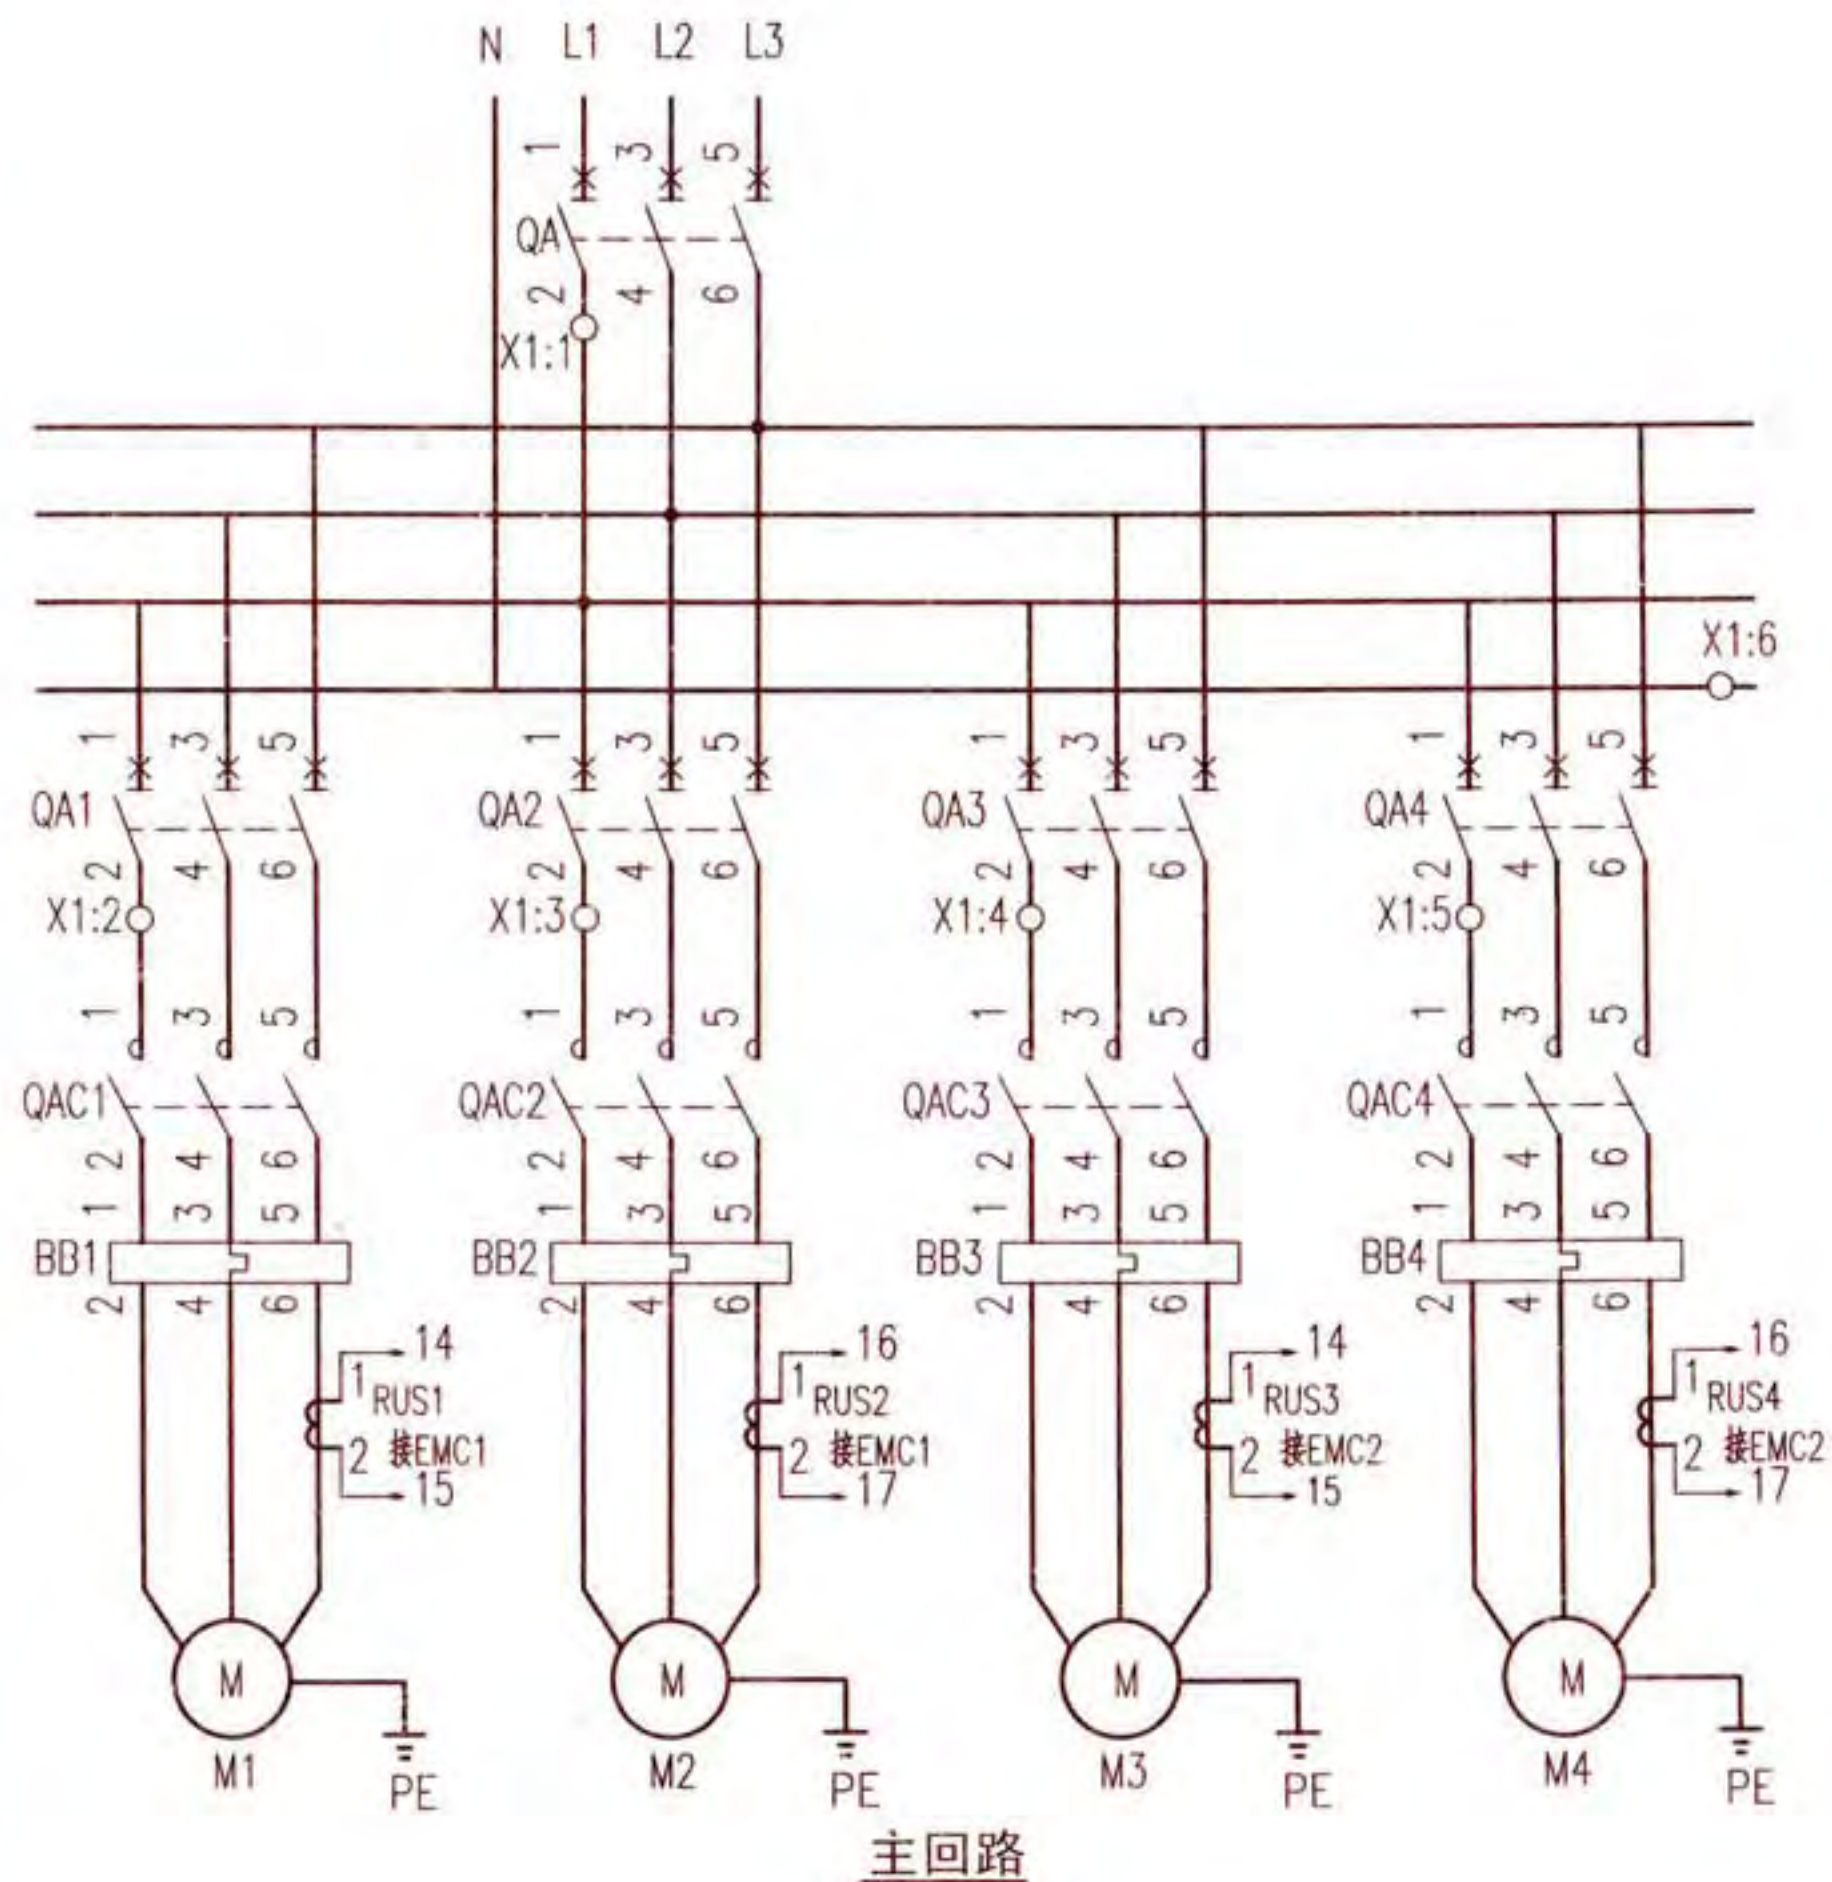 N L1 L2 L3
1 3 5
QA
2 4 6
X1:1
X1:6
1 3 5 1 3 5 1 3 5 1 3 5
QA1 QA2 QA3 QA4
2 4 6 2 4 6 2 4 6 2 4 6
X1:2 X1:3 X1:4 X1:5
1 3 5 1 3 5 1 3 5 1 3 5
QAC1 QAC2 QAC3 QAC4
2 4 6 2 4 6 2 4 6 2 4 6
1 3 5 1 3 5 1 3 5 1 3 5
BB1 BB2 BB3 BB4
2 4 6 2 4 6 2 4 6 2 4 6
14 16 14 16
1 RUS1 1 RUS2 1 RUS3 1 RUS4
2 接EMC1 2 接EMC1 2 接EMC2 2 接EMC2
15 17 15 17
M M M M
M1 M2 M3 M4
PE PE PE PE
主回路